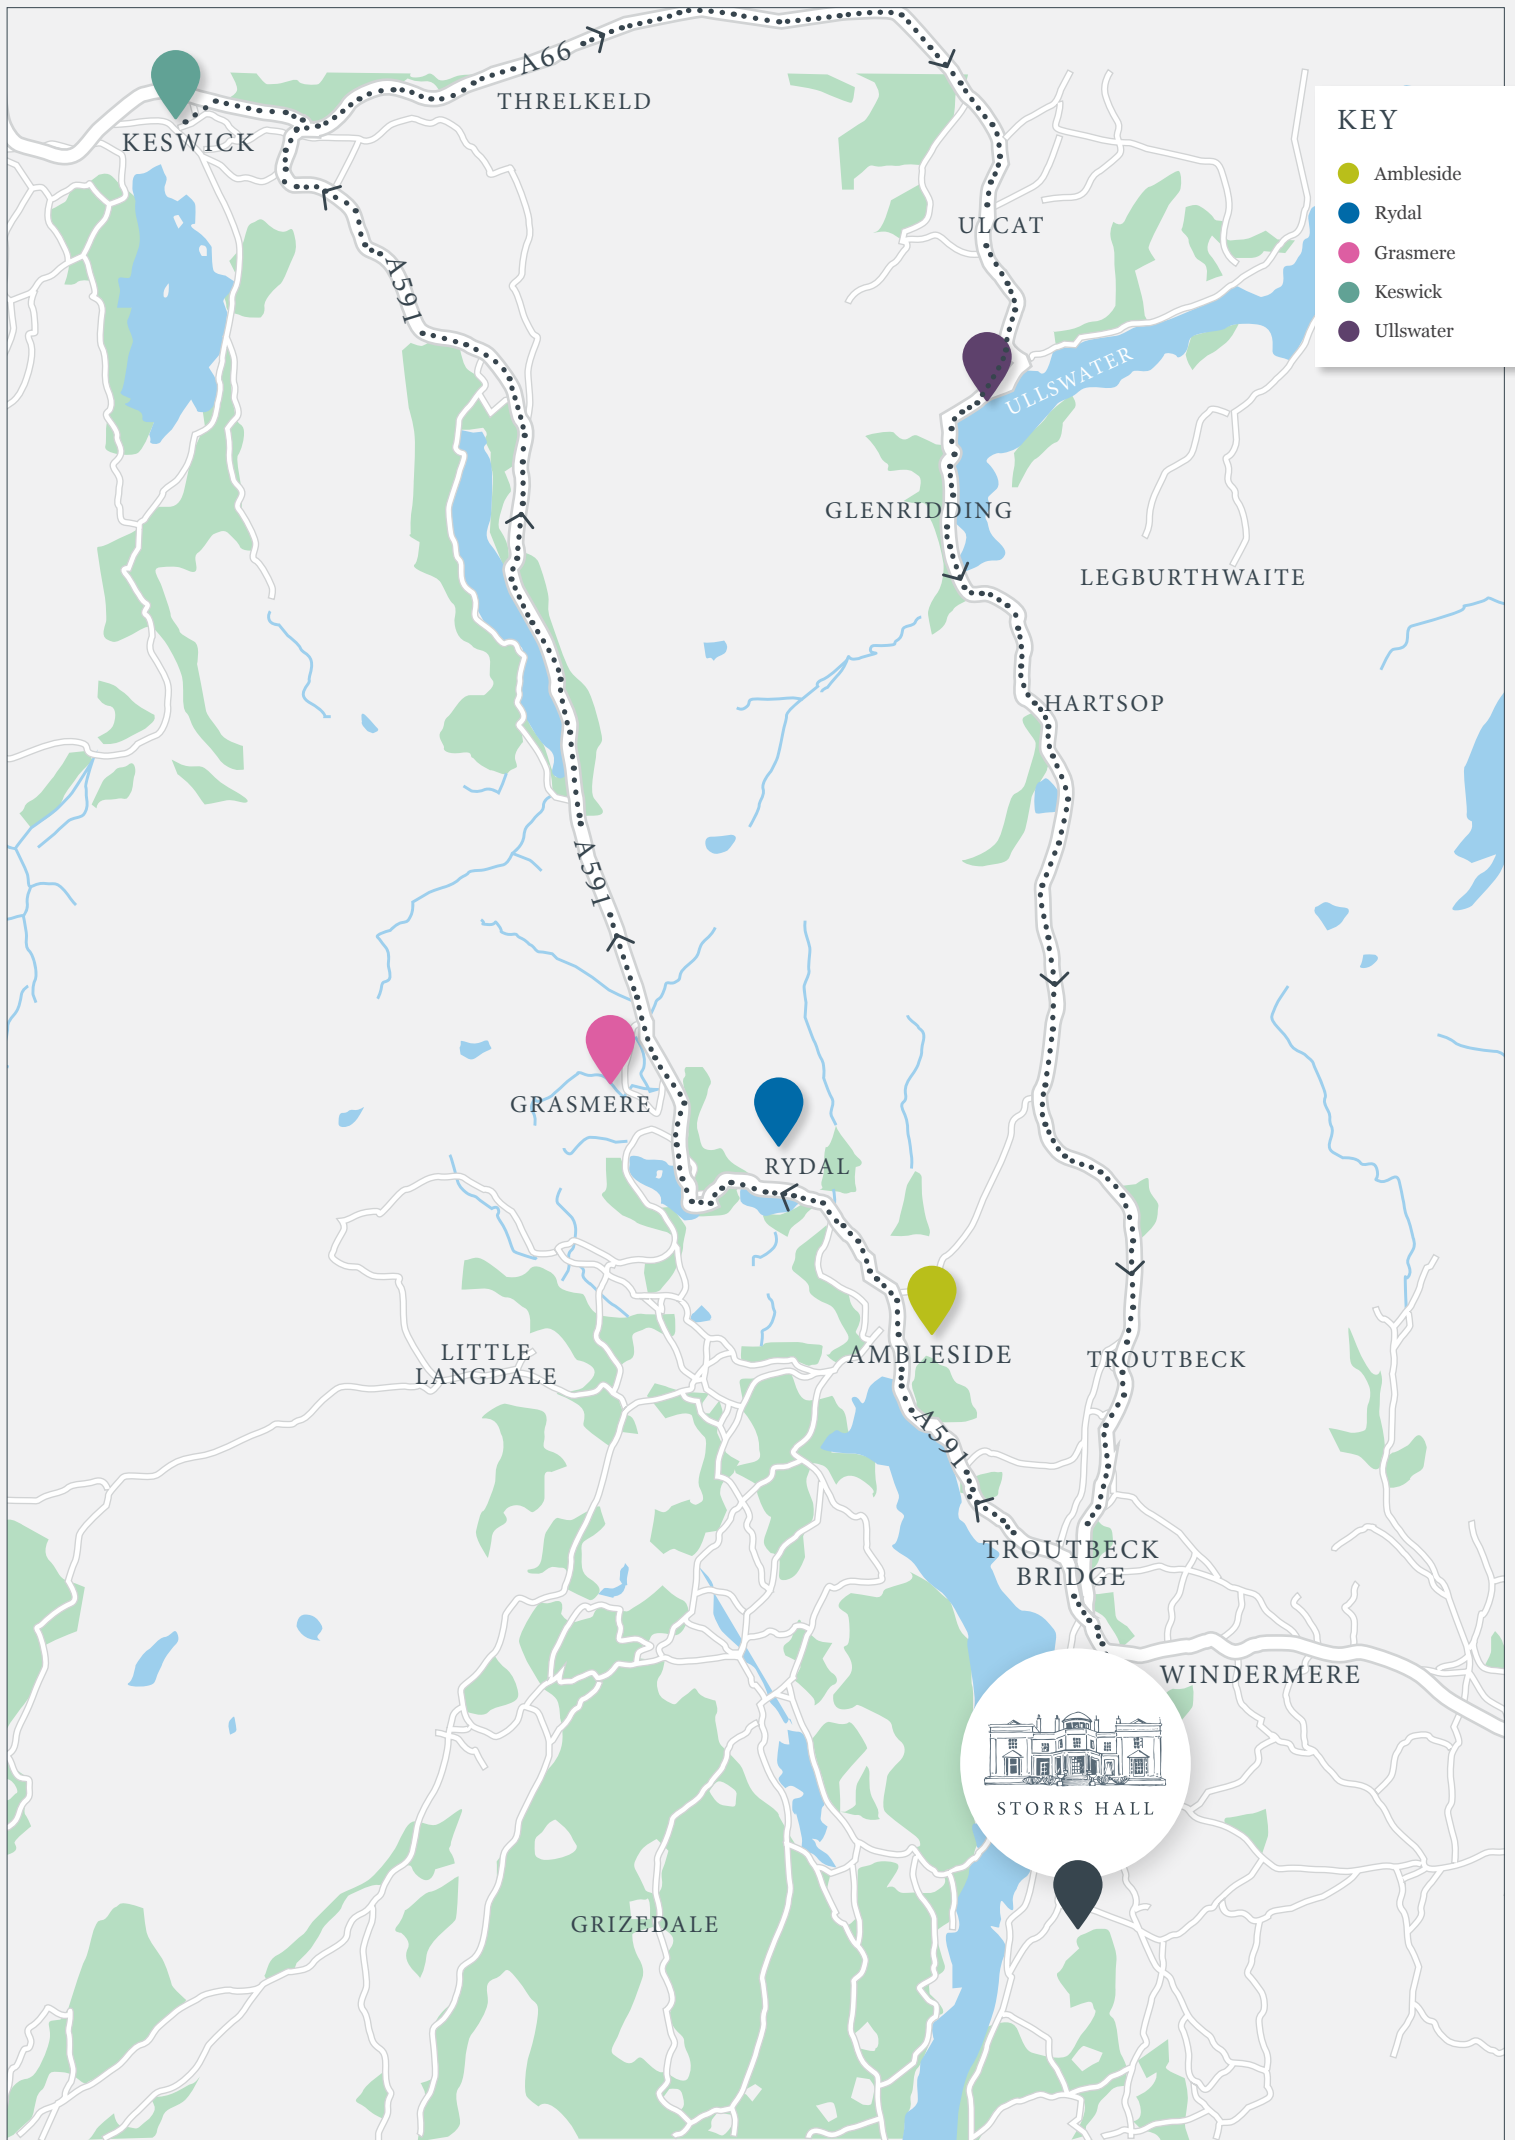 A66
THRELKELD
KESWICK
KEY
Ambleside
Rydal
Grasmere
Keswick
Ullswater
ULCAT
A591
ULLSWATER
GLENRIDDING
LEGBURTHWAITE
HARTSOP
A591
GRASMERE
RYDAL
LITTLE
LANGDALE
AMBLESIDE
TROUTBECK
A591
TROUTBECK
BRIDGE
WINDERMERE
STORRS HALL
GRIZEDALE